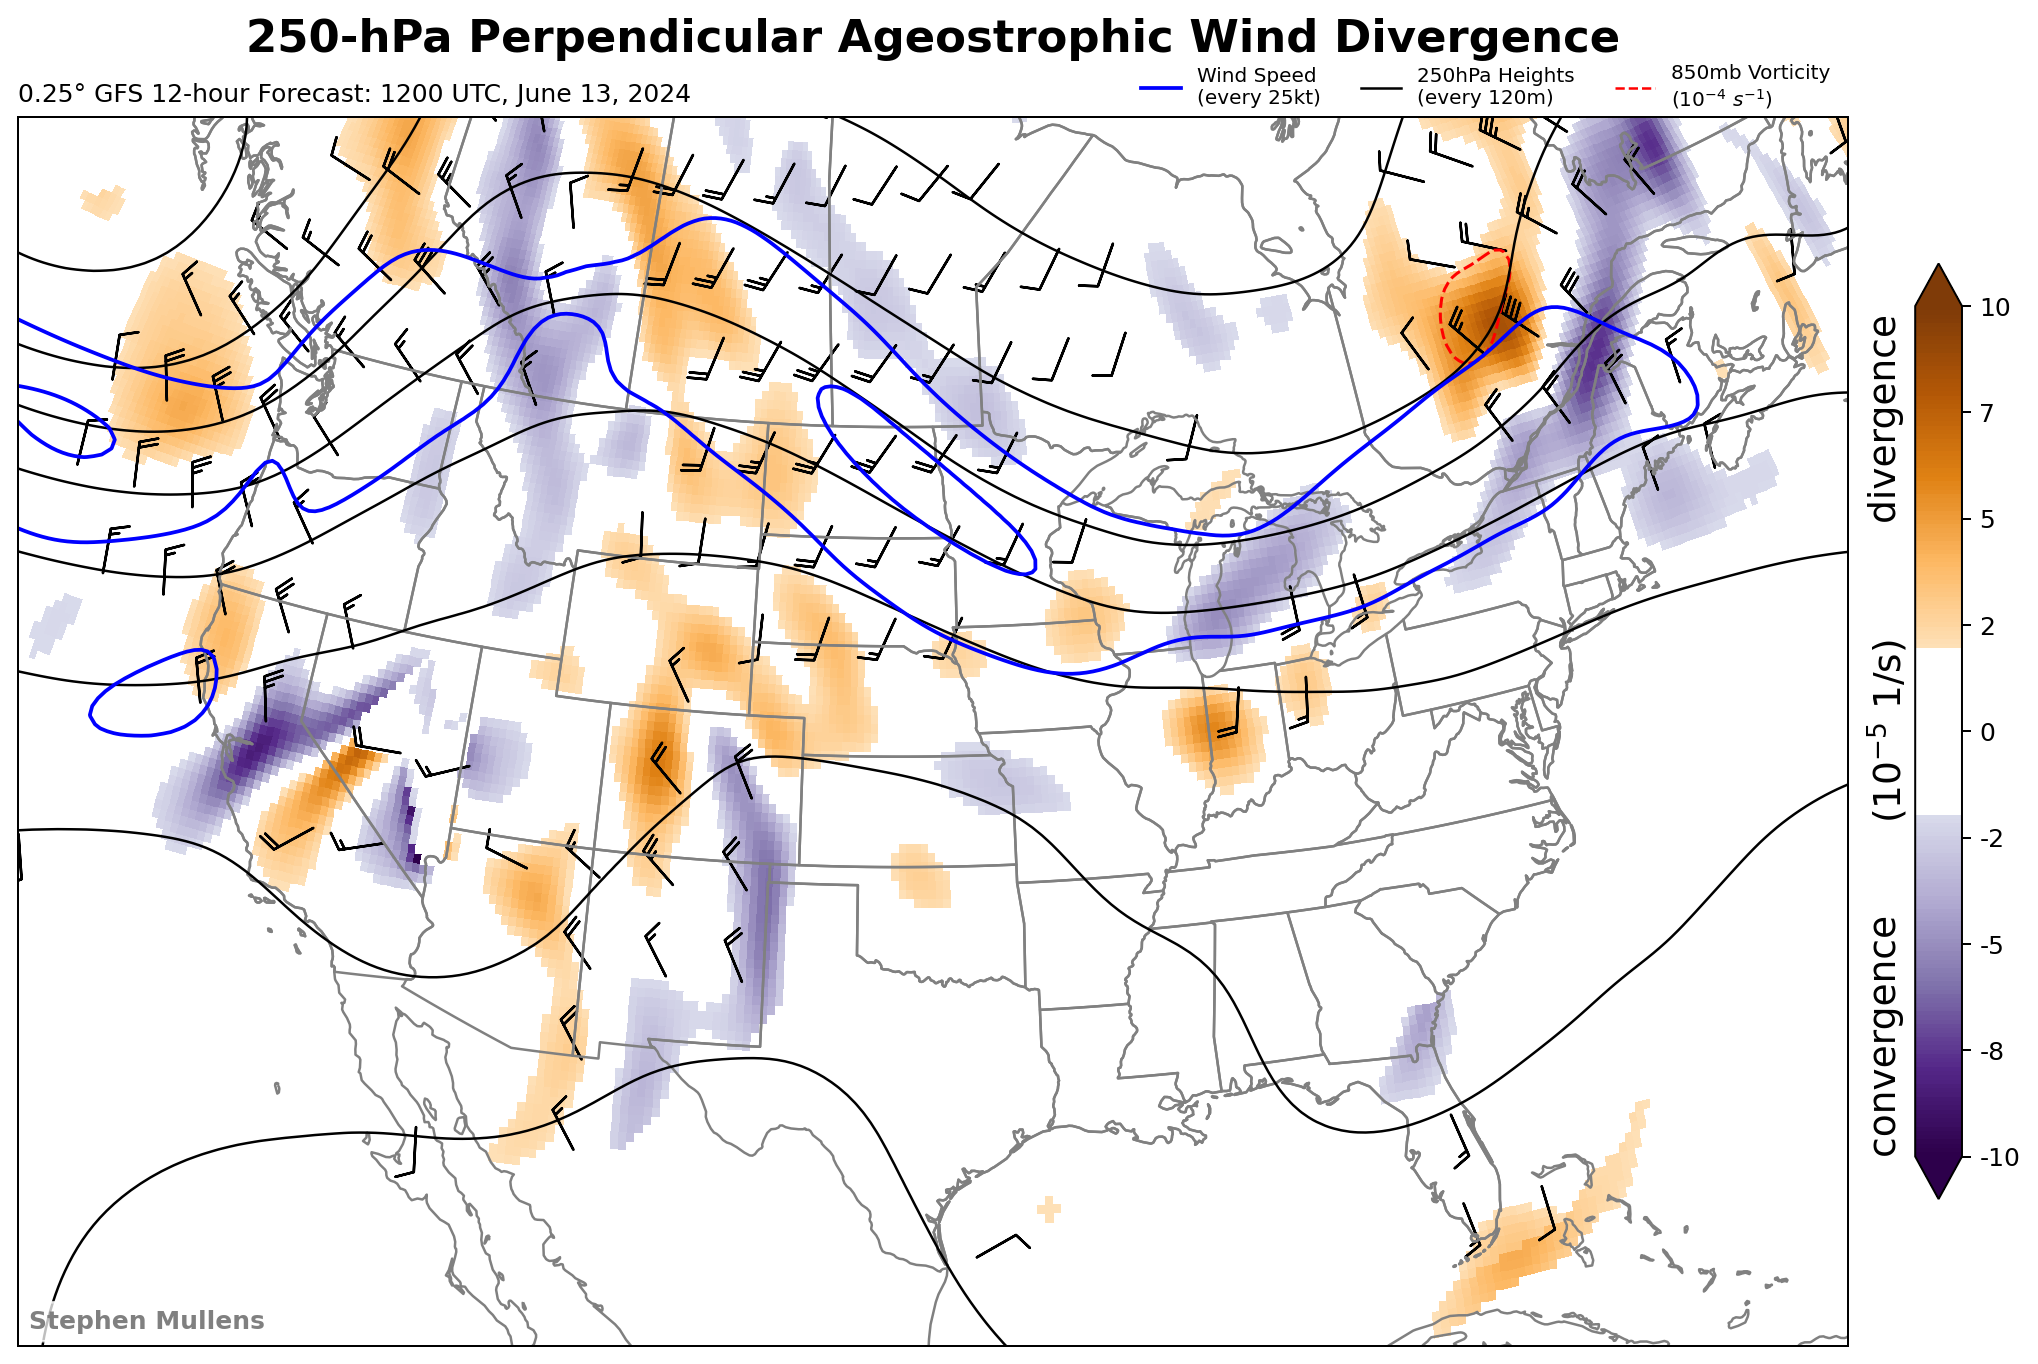 250-hPa Perpendicular Ageostrophic Wind Divergence
0.25° GFS 12-hour Forecast: 1200 UTC, June 13, 2024
Wind Speed
(every 25kt)
250hPa Heights
(every 120m)
850mb Vorticity
(10⁻⁴ s⁻¹)
10
7
5
2
0
-2
-5
-8
-10
convergence (10⁻⁵ 1/s) divergence
Stephen Mullens